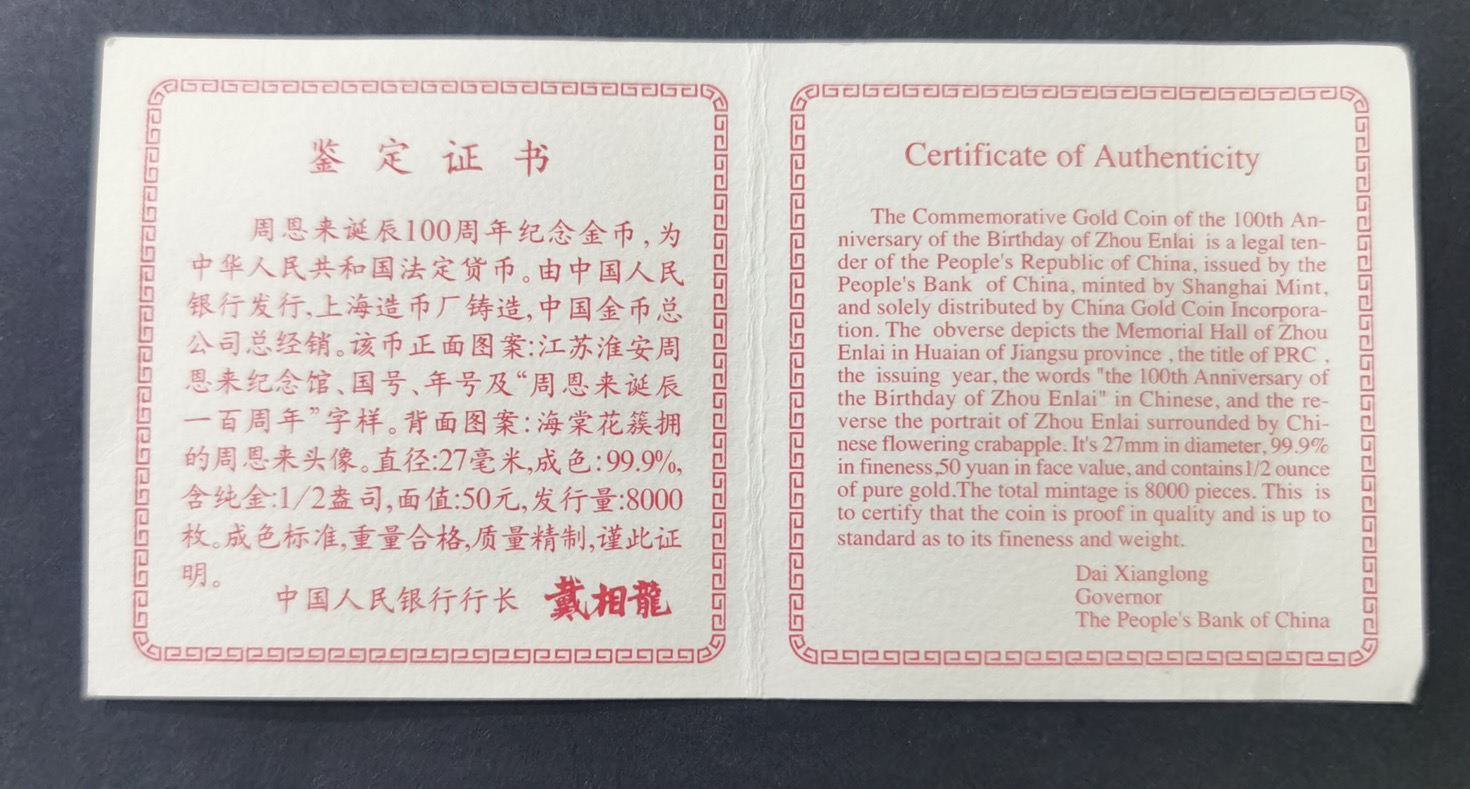 鉴定证书
周恩来诞辰100周年纪念金币,为
中华人民共和国法定货币。由中国人民
银行发行,上海造币厂铸造,中国金币总
公司总经销。该币正面图案:江苏淮安周
恩来纪念馆、国号、年号及“周恩来诞辰
一百周年”字样。背面图案:海棠花簇拥
的周恩来头像。直径:27毫米,成色:99.9%,
含纯金:1/2盎司,面值:50元,发行量:8000
枚。成色标准,重量合格,质量精制,谨此证
明。
中国人民银行行长 戴相龍
Certificate of Authenticity
The Commemorative Gold Coin of the 100th An-
niversary of the Birthday of Zhou Enlai is a legal ten-
der of the People's Republic of China, issued by the
People's Bank of China, minted by Shanghai Mint,
and solely distributed by China Gold Coin Incorpora-
tion. The obverse depicts the Memorial Hall of Zhou
Enlai in Huaian of Jiangsu province , the title of PRC ,
the issuing year, the words "the 100th Anniversary of
the Birthday of Zhou Enlai" in Chinese, and the re-
verse the portrait of Zhou Enlai surrounded by Chi-
nese flowering crabapple. It's 27mm in diameter, 99.9%
in fineness,50 yuan in face value, and contains1/2 ounce
of pure gold.The total mintage is 8000 pieces. This is
to certify that the coin is proof in quality and is up to
standard as to its fineness and weight.
Dai Xianglong
Governor
The People's Bank of China